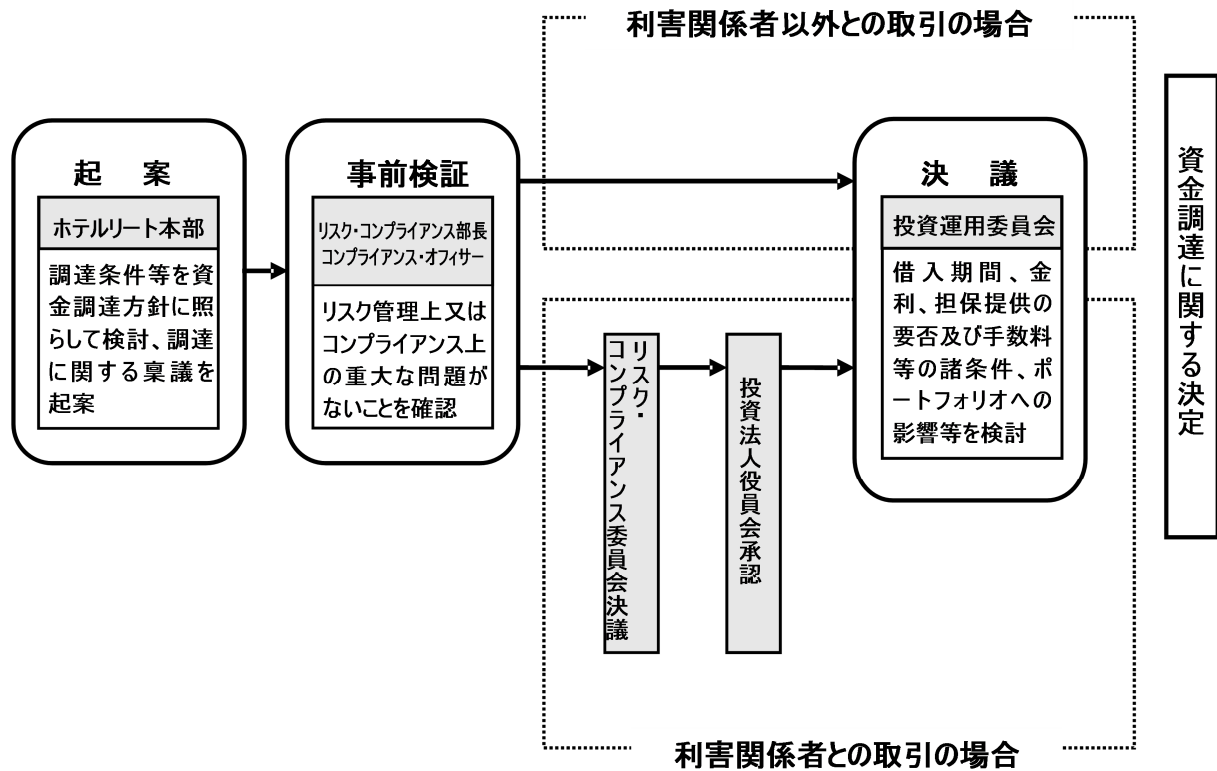 利害関係者以外との取引の場合
起　案
ホテルリート本部
調達条件等を資
金調達方針に照
らして検討、調達
に関する稟議を
起案
事前検証
リスク・コンプライアンス部長
コンプライアンス・オフィサー
リスク管理上又は
コンプライアンス上
の重大な問題が
ないことを確認
リスク・
コンプライアンス委員会決議
投資法人役員会承認
決　議
投資運用委員会
借入期間、金
利、担保提供の
要否及び手数料
等の諸条件、ポ
ートフォリオへの
影響等を検討
資金調達に関する決定
利害関係者との取引の場合